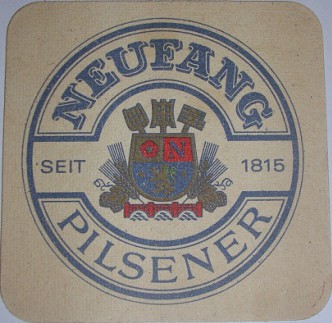 NEUFANG
SEIT 1815
N
PILSENER